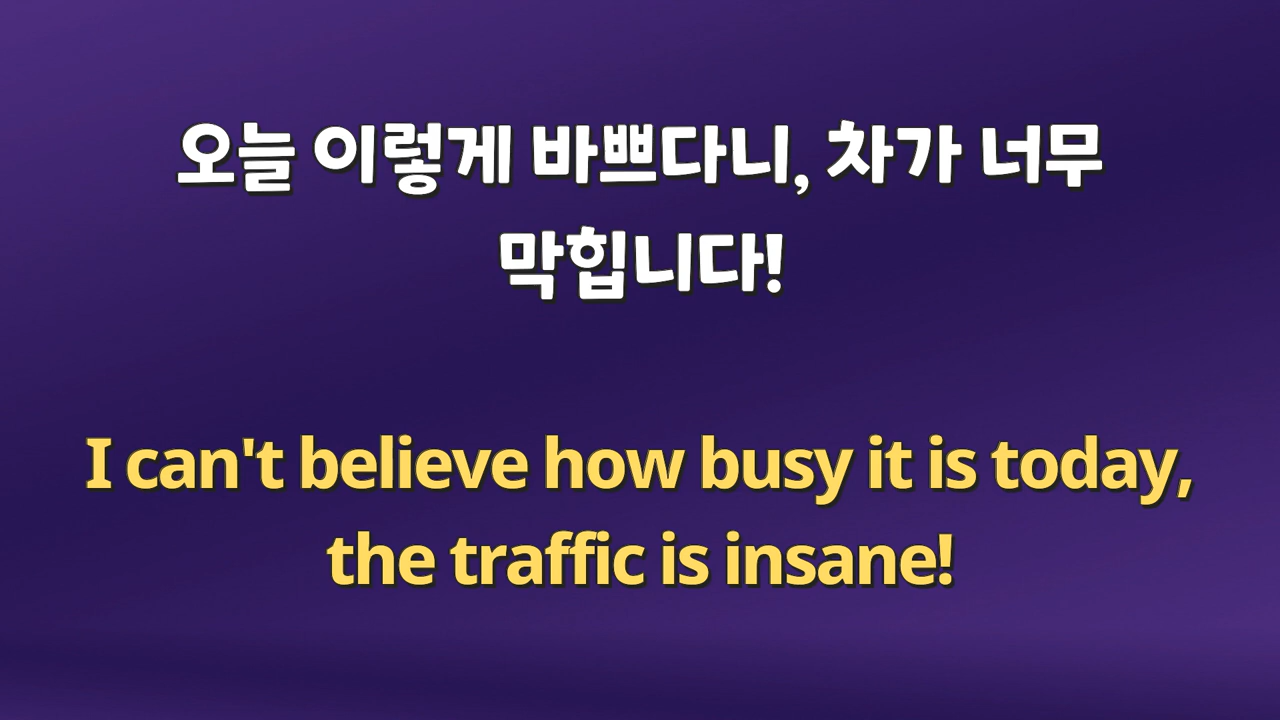 오늘 이렇게 바쁘다니, 차가 너무
막힙니다!
I can't believe how busy it is today,
the traffic is insane!